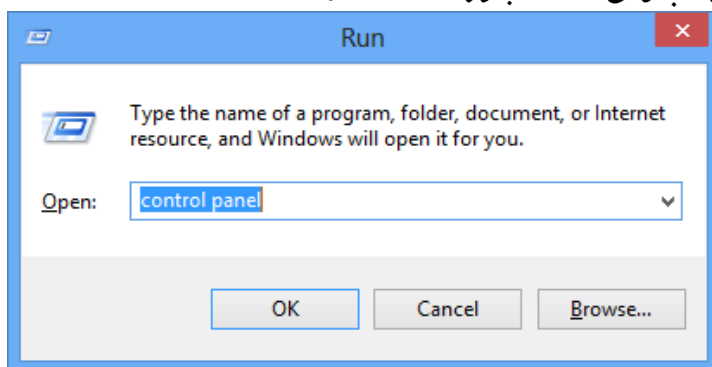 Run
Type the name of a program, folder, document, or Internet
resource, and Windows will open it for you.
Open: control panel
OK Cancel Browse...